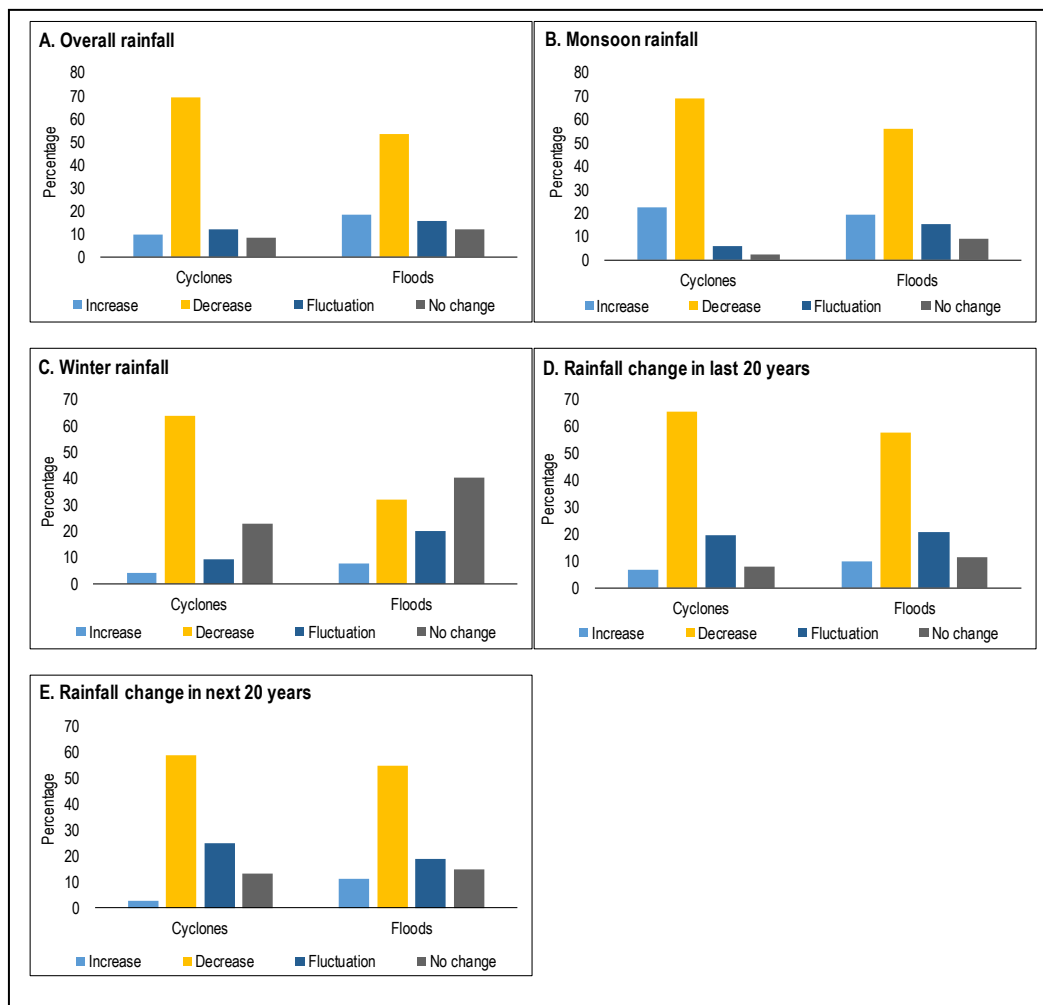 A. Overall rainfall
80
70
60
50
40
30
20
10
0
Percentage
Cyclones Floods
Increase Decrease Fluctuation No change
B. Monsoon rainfall
80
70
60
50
40
30
20
10
0
Percentage
Cyclones Floods
Increase Decrease Fluctuation No change
C. Winter rainfall
70
60
50
40
30
20
10
0
Percentage
Cyclones Floods
Increase Decrease Fluctuation No change
D. Rainfall change in last 20 years
70
60
50
40
30
20
10
0
Percentage
Cyclones Floods
Increase Decrease Fluctuation No change
E. Rainfall change in next 20 years
70
60
50
40
30
20
10
0
Percentage
Cyclones Floods
Increase Decrease Fluctuation No change